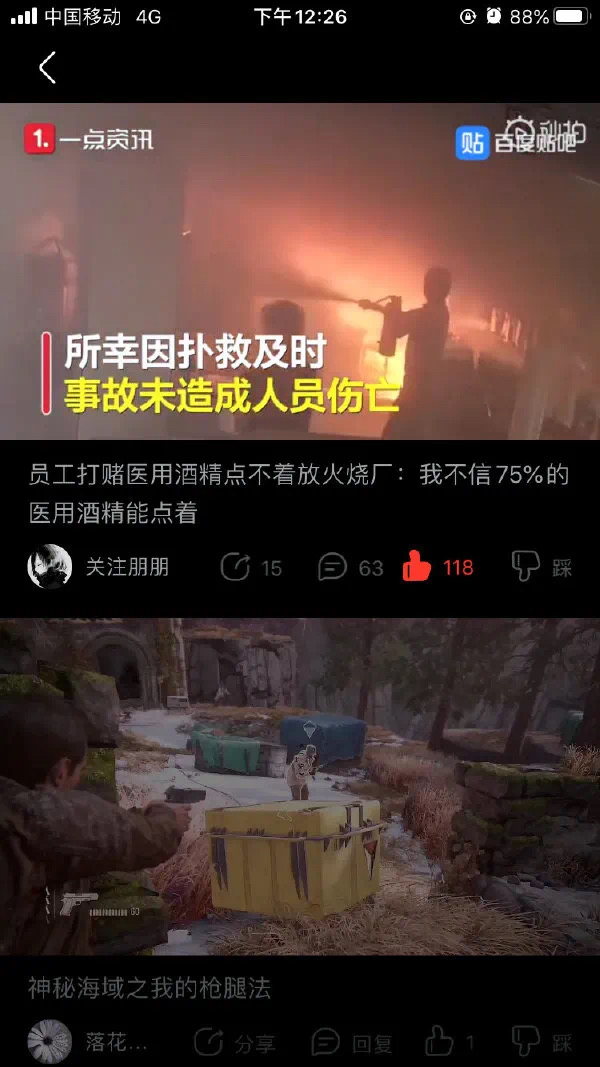 中国移动 4G 下午12:26 88%
1. 一点资讯
秒拍
贴 百度贴吧
所幸因扑救及时
事故未造成人员伤亡
员工打赌医用酒精点不着放火烧厂：我不信75%的
医用酒精能点着
关注朋朋 15 63 118 踩
神秘海域之我的枪腿法
落花... 分享 回复 1 踩